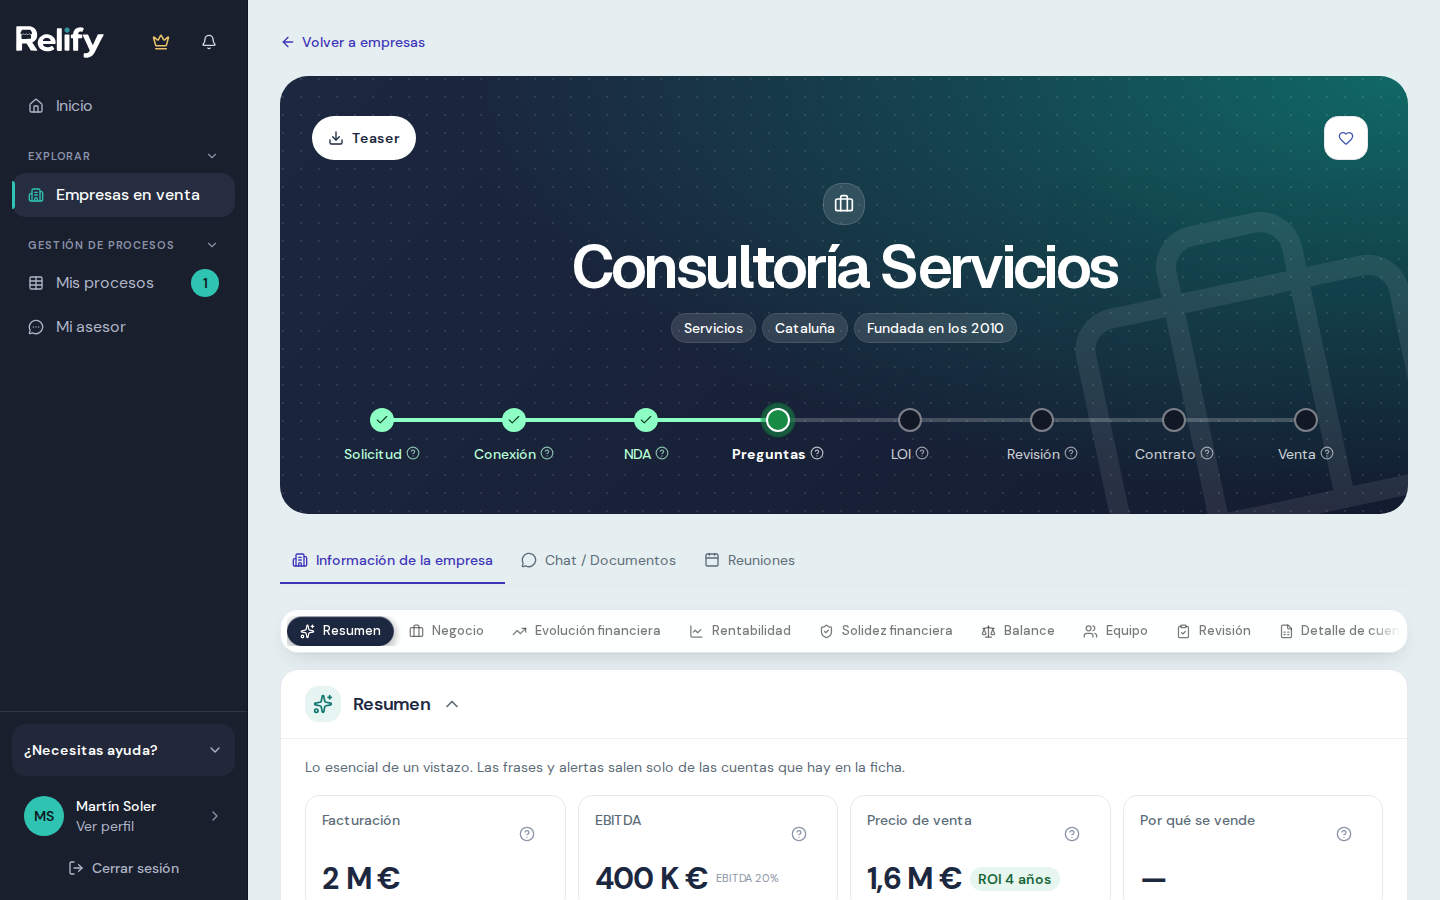 Relify
Inicio
EXPLORAR
Empresas en venta
GESTIÓN DE PROCESOS
Mis procesos 1
Mi asesor
¿Necesitas ayuda?
MS
Martín Soler
Ver perfil
Cerrar sesión
Volver a empresas
Teaser
Consultoría Servicios
Servicios Cataluña Fundada en los 2010
Solicitud Conexión NDA Preguntas LOI Revisión Contrato Venta
Información de la empresa Chat / Documentos Reuniones
Resumen Negocio Evolución financiera Rentabilidad Solidez financiera Balance Equipo Revisión Detalle de cuen
Resumen
Lo esencial de un vistazo. Las frases y alertas salen solo de las cuentas que hay en la ficha.
Facturación EBITDA Precio de venta Por qué se vende
2 M € 400 K € EBITDA 20% 1,6 M € ROI 4 años —